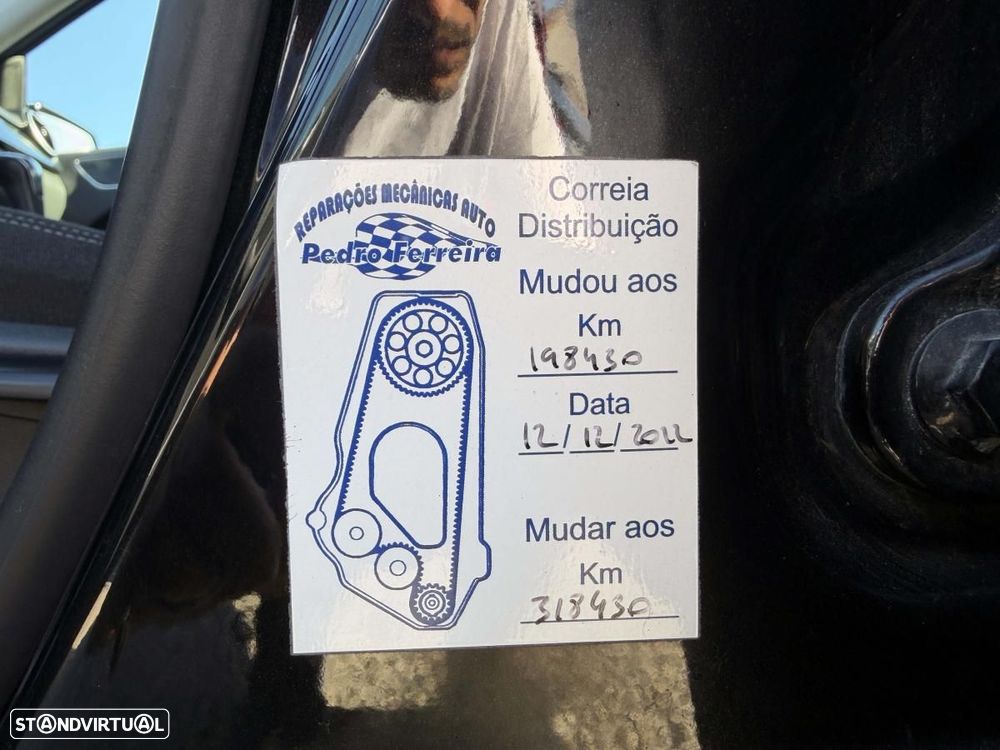 REPARAÇÕES MECÂNICAS AUTO
Pedro Ferreira
Correia
Distribuição
Mudou aos
Km
198430
Data
12/12/2022
Mudar aos
Km
318430
STANDVIRTUAL